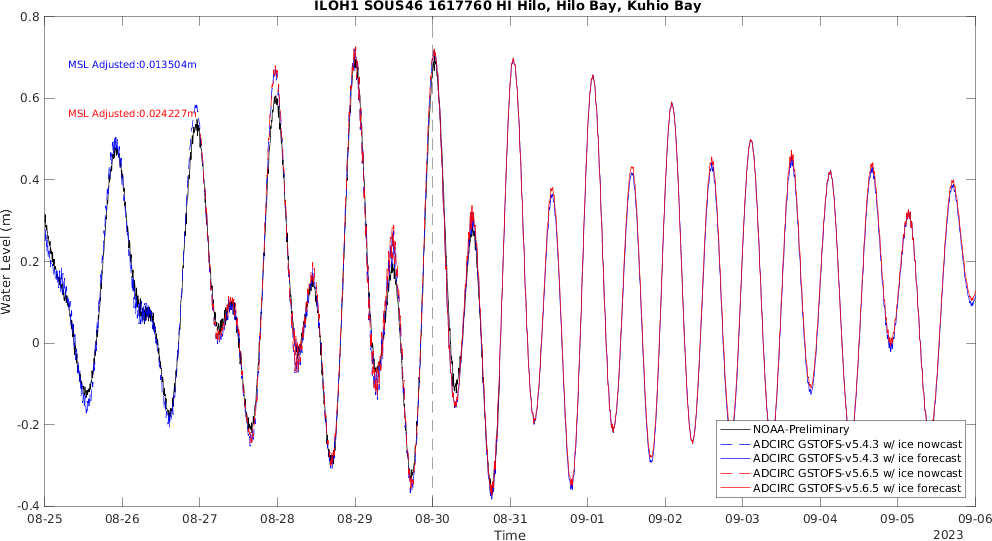 ILOH1 SOUS46 1617760 HI Hilo, Hilo Bay, Kuhio Bay
0.8
0.6
0.4
0.2
0
-0.2
-0.4
Water Level (m)
MSL Adjusted:0.013504m
MSL Adjusted:0.024227m
NOAA-Preliminary
ADCIRC GSTOFS-v5.4.3 w/ ice nowcast
ADCIRC GSTOFS-v5.4.3 w/ ice forecast
ADCIRC GSTOFS-v5.6.5 w/ ice nowcast
ADCIRC GSTOFS-v5.6.5 w/ ice forecast
08-25 08-26 08-27 08-28 08-29 08-30 08-31 09-01 09-02 09-03 09-04 09-05 09-06
Time
2023